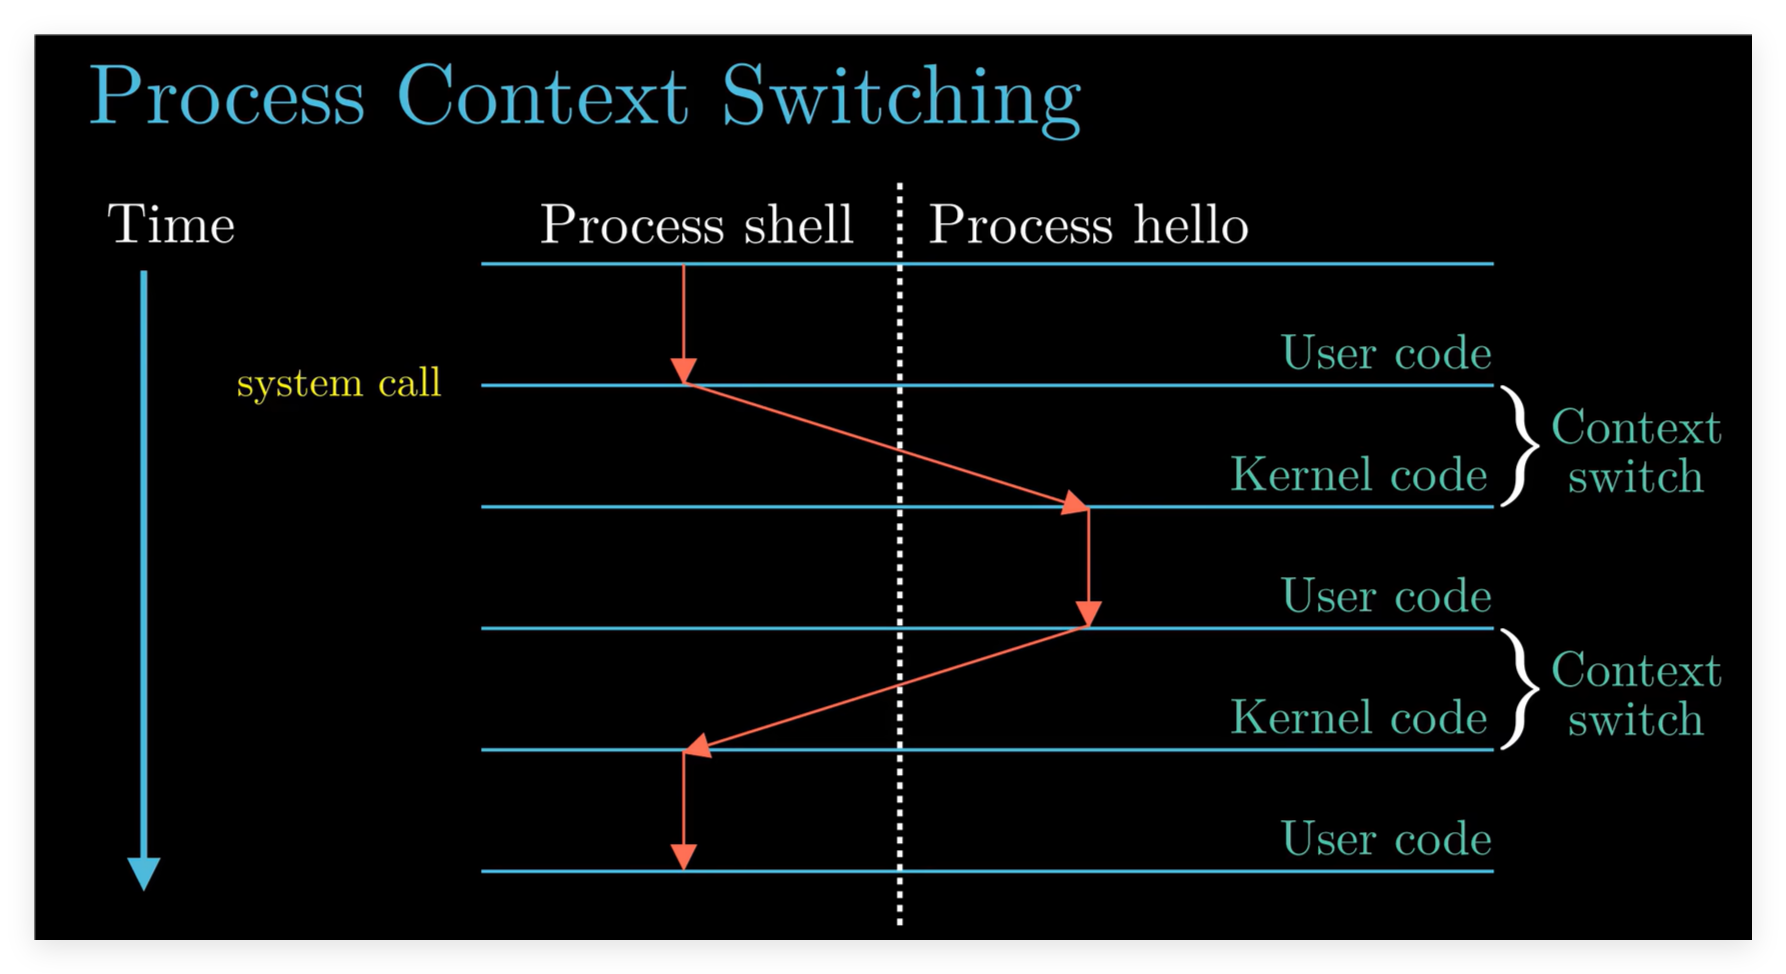 Process Context Switching
Time
Process shell
Process hello
User code
system call
Context
switch
Kernel code
User code
Context
switch
Kernel code
User code